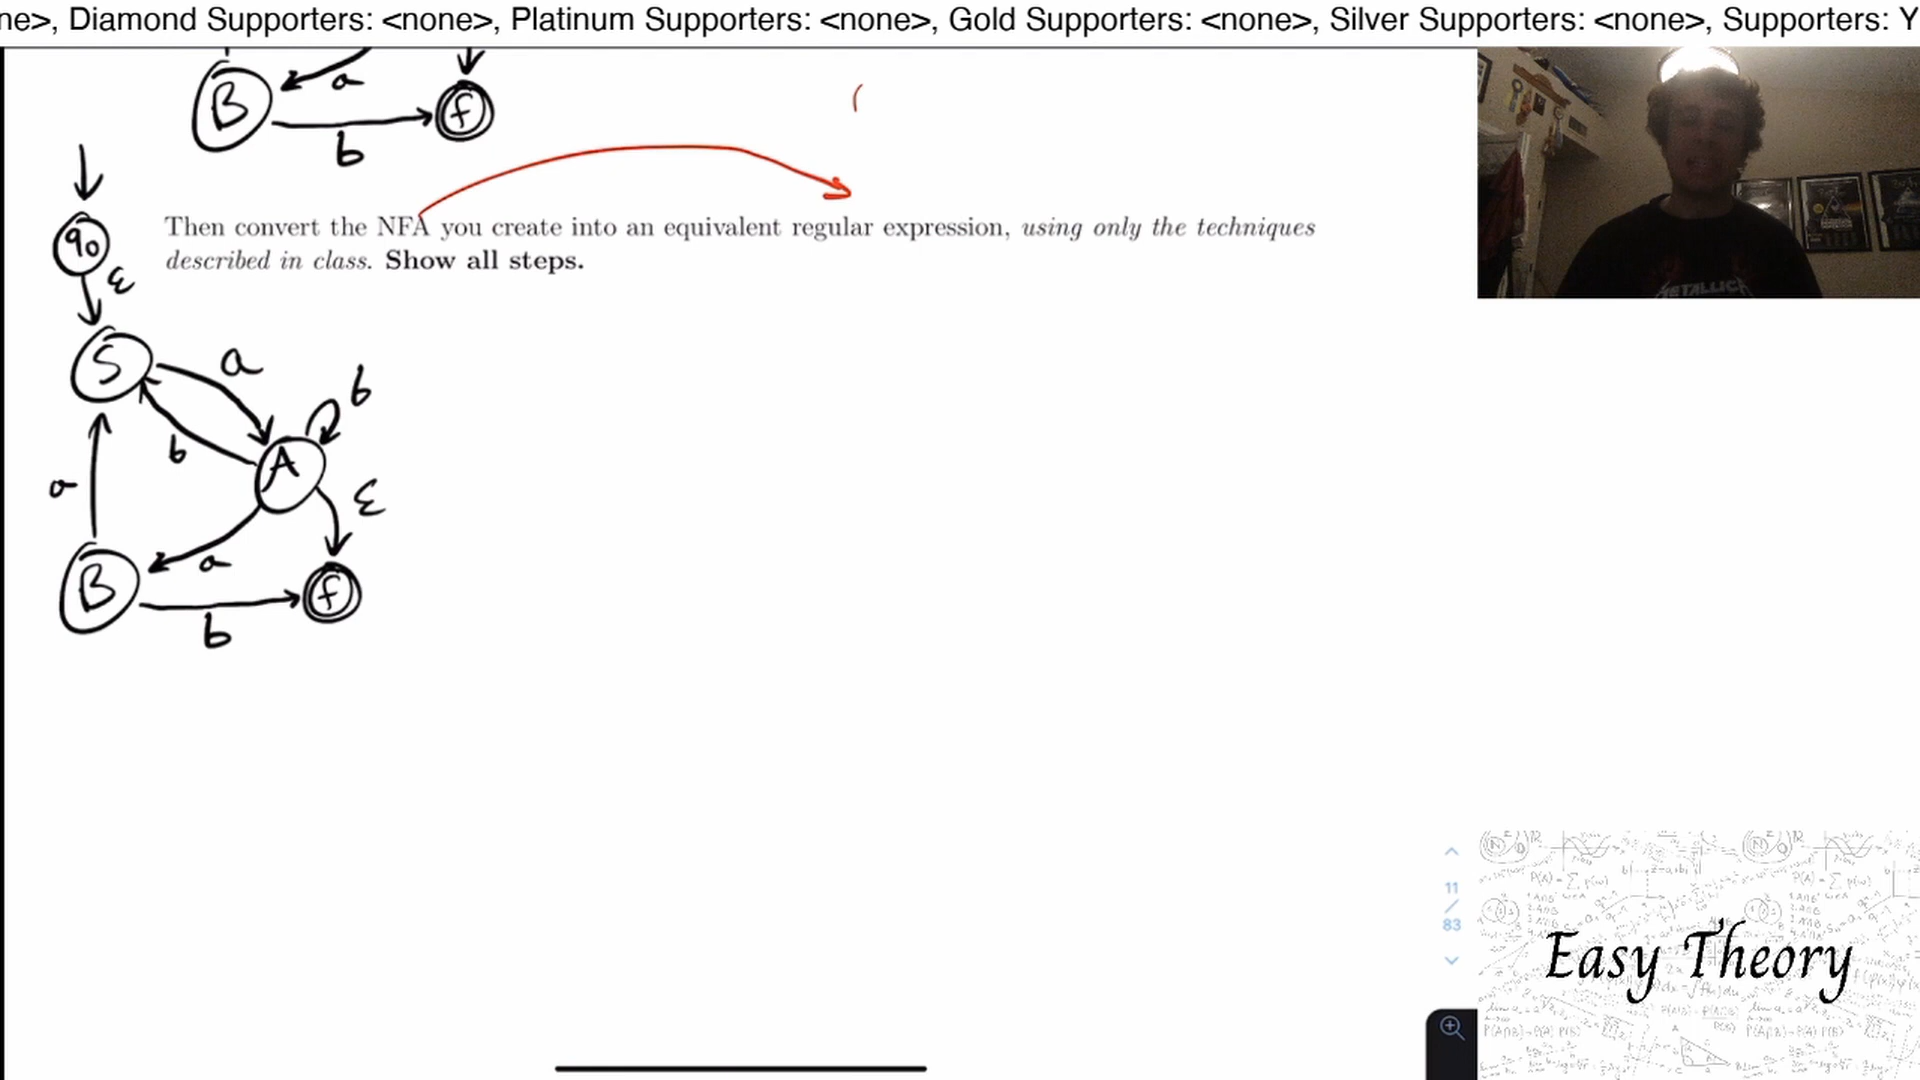 ne>, Diamond Supporters: <none>, Platinum Supporters: <none>, Gold Supporters: <none>, Silver Supporters: <none>, Supporters: Y
B
a
f
b
Then convert the NFA you create into an equivalent regular expression, using only the techniques
described in class. Show all steps.
q0
ε
S
a
b
b
A
a
ε
B
a
f
b
METALLICA
11
/
83
Easy Theory